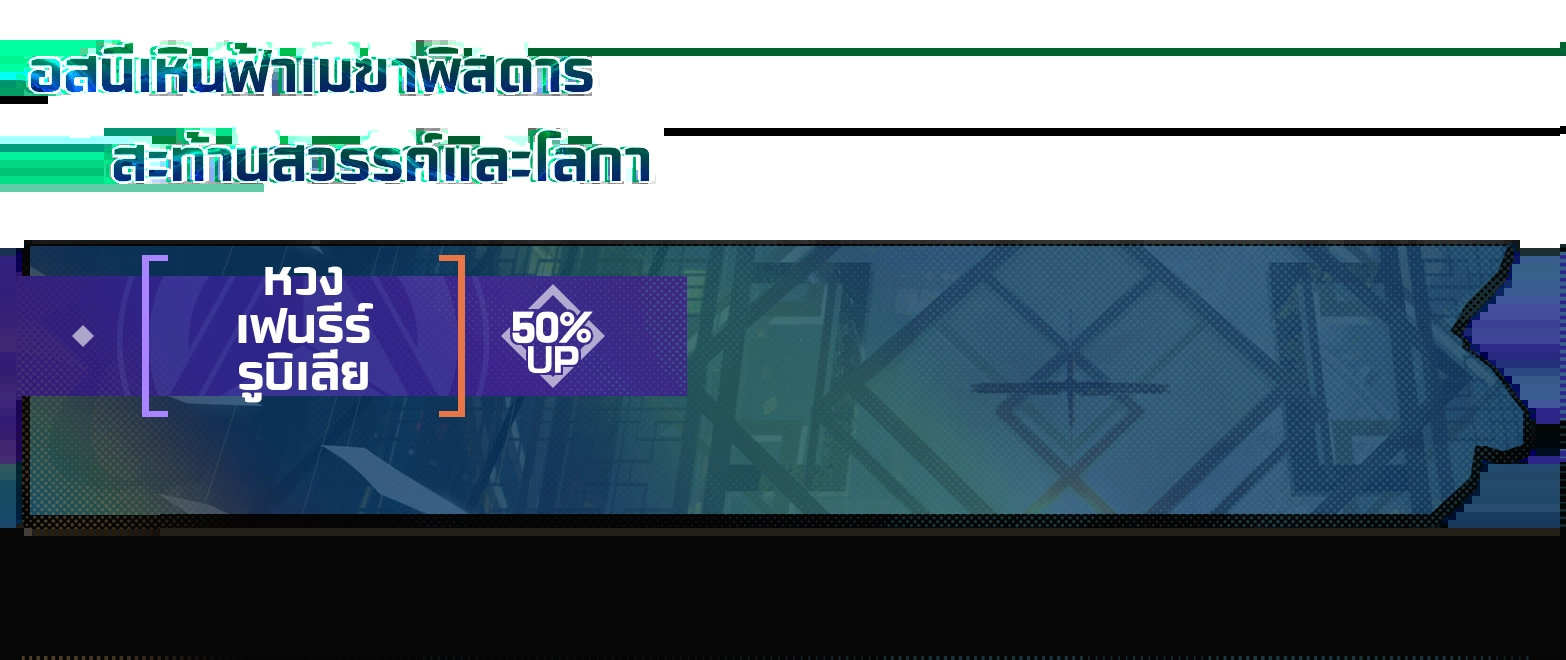 อสนีเหินฟ้าเมฆาพิสดาร
สะท้านสวรรค์และโลกา
หวง
เฟนรีร์
รูบิเลีย
50%
UP